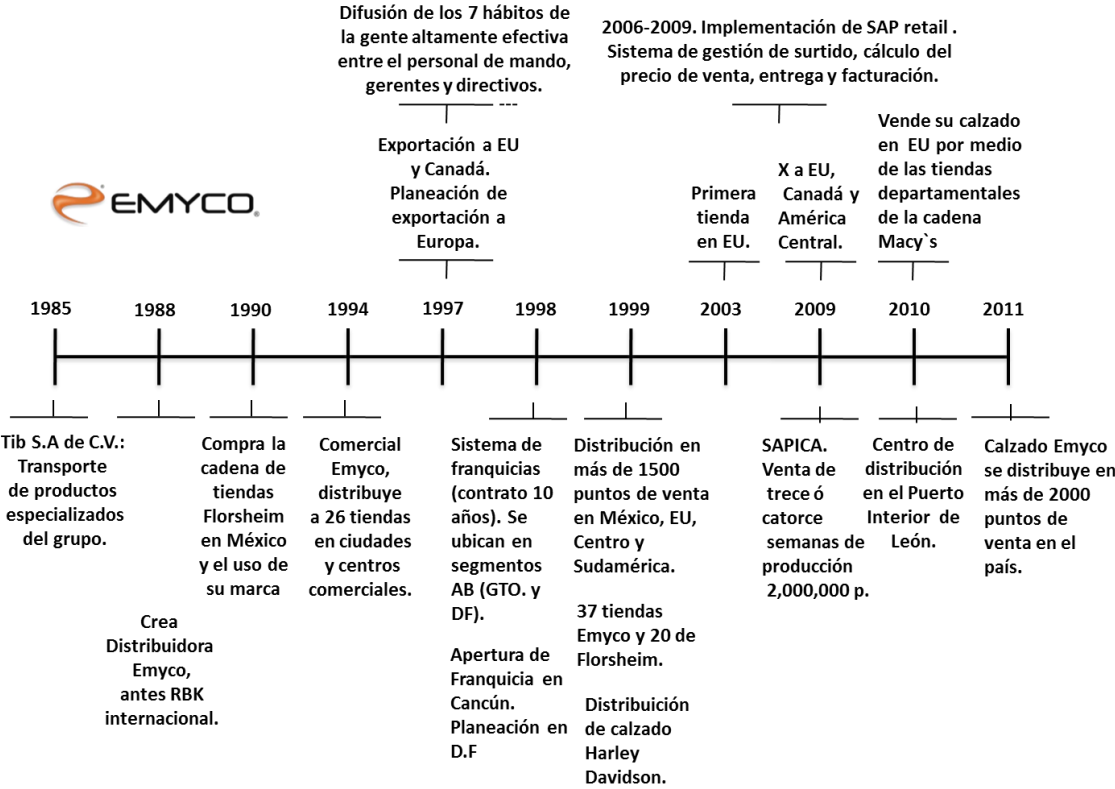 Difusión de los 7 hábitos de
la gente altamente efectiva
entre el personal de mando,
gerentes y directivos.
2006-2009. Implementación de SAP retail .
Sistema de gestión de surtido, cálculo del
precio de venta, entrega y facturación.
EMYCO
Exportación a EU
y Canadá.
Planeación de
exportación a
Europa.
Primera
tienda
en EU.
X a EU,
Canadá y
América
Central.
Vende su calzado
en EU por medio
de las tiendas
departamentales
de la cadena
Macy`s
1985
1988
1990
1994
1997
1998
1999
2003
2009
2010
2011
Tib S.A de C.V.:
Transporte
de productos
especializados
del grupo.
Crea
Distribuidora
Emyco,
antes RBK
internacional.
Compra la
cadena de
tiendas
Florsheim
en México
y el uso de
su marca
Comercial
Emyco,
distribuye
a 26 tiendas
en ciudades
y centros
comerciales.
Sistema de
franquicias
(contrato 10
años). Se
ubican en
segmentos
AB (GTO. y
DF).
Apertura de
Franquicia en
Cancún.
Planeación en
D.F
Distribución en
más de 1500
puntos de venta
en México, EU,
Centro y
Sudamérica.
37 tiendas
Emyco y 20 de
Florsheim.
Distribuición
de calzado
Harley
Davidson.
SAPICA.
Venta de
trece ó
catorce
semanas de
producción
2,000,000 p.
Centro de
distribución
en el Puerto
Interior de
León.
Calzado Emyco
se distribuye en
más de 2000
puntos de
venta en el
país.